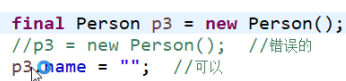 final Person p3 = new Person();
//p3 = new Person();  //错误的
p3.name = "";  //可以